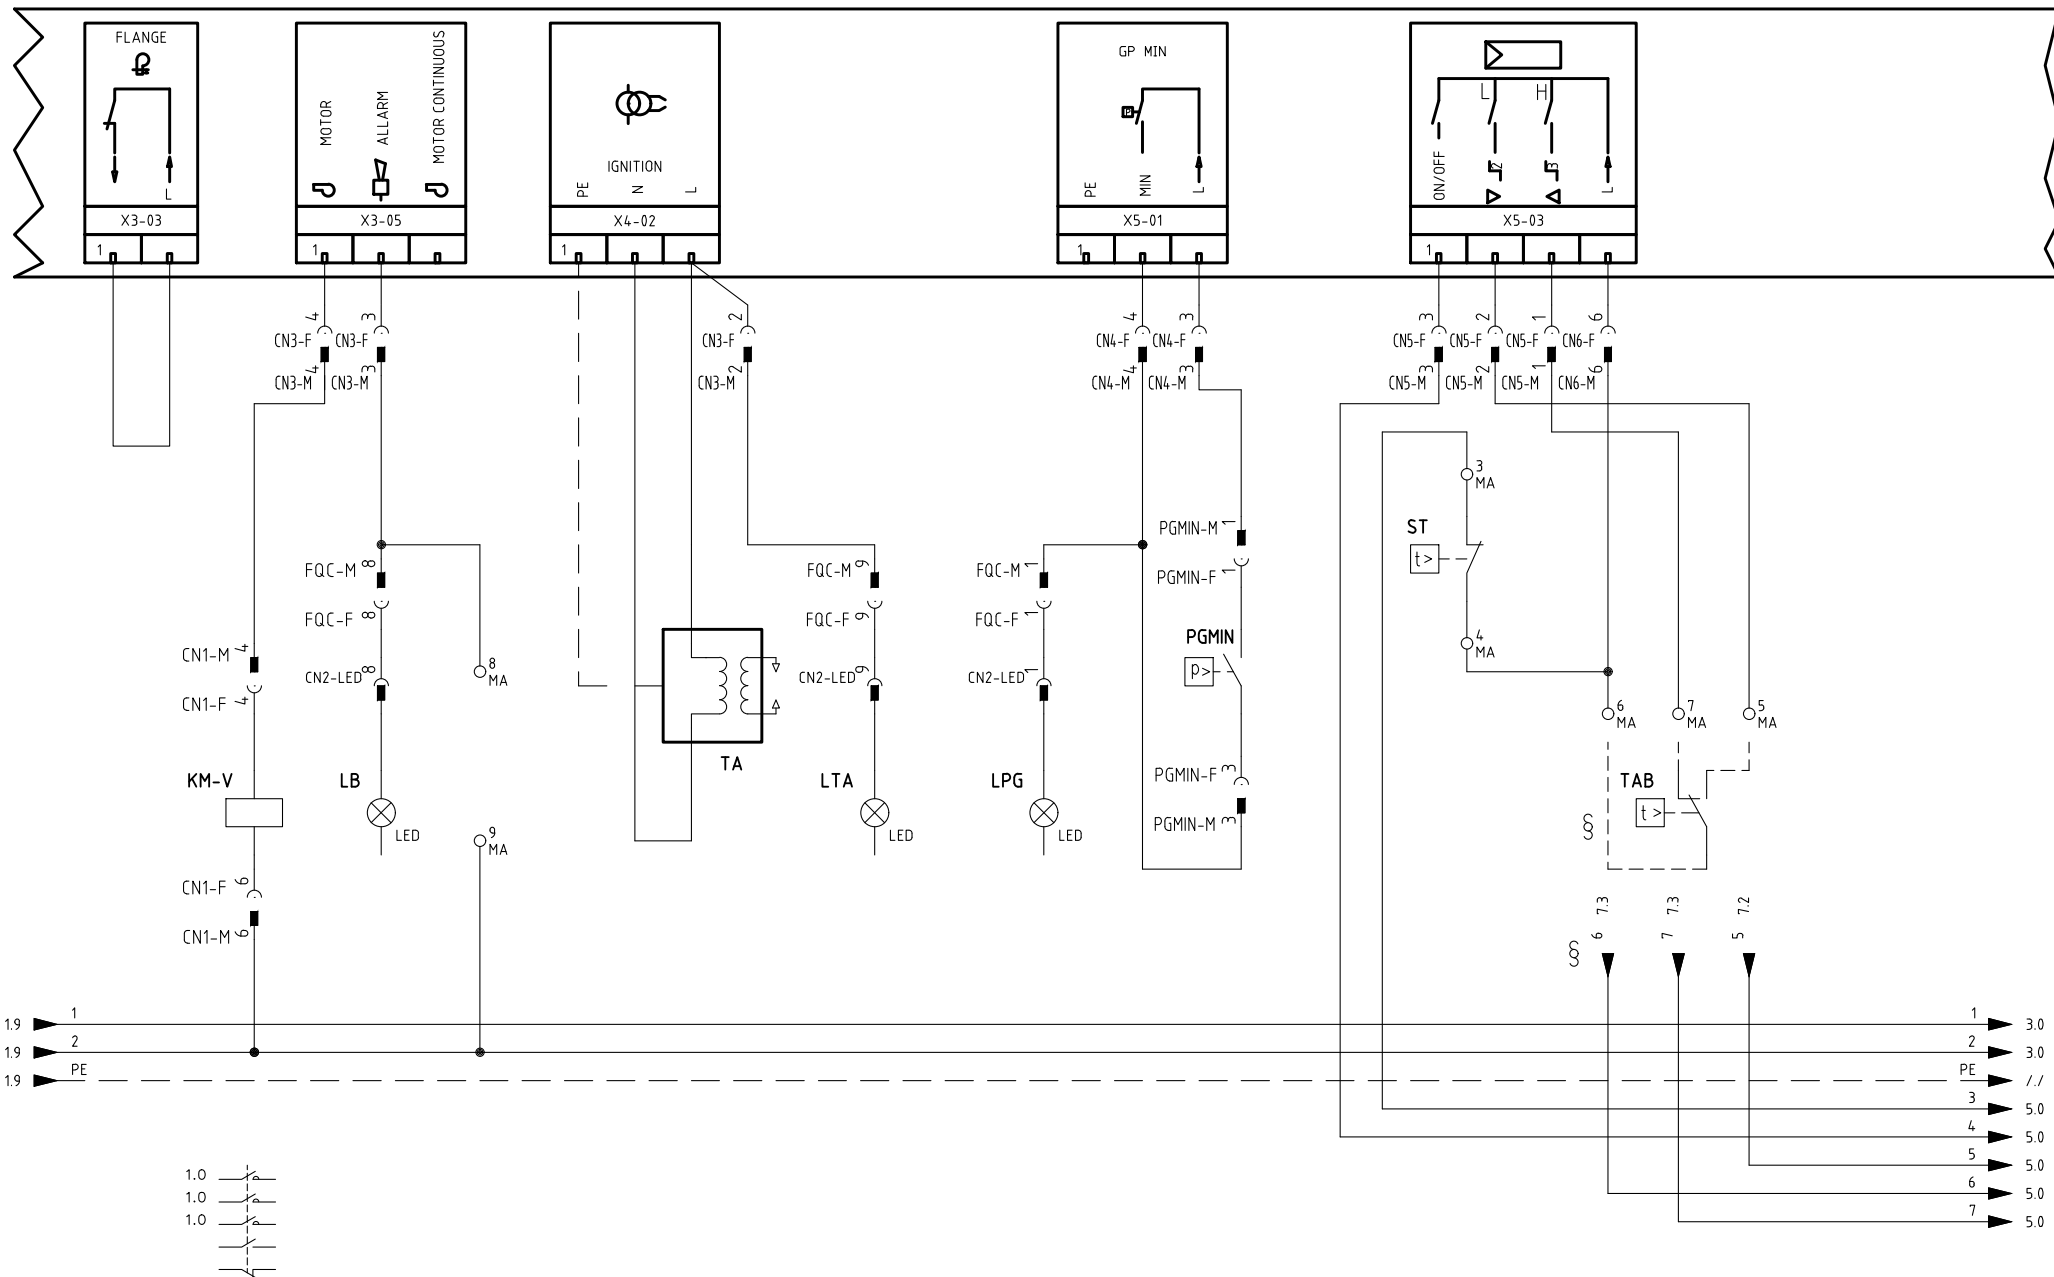 FLANGE
L
X3-03
1
MOTOR
ALLARM
MOTOR CONTINUOUS
X3-05
1
IGNITION
PE
N
L
X4-02
1
GP MIN
P
PE
MIN
L
X5-01
1
L
H
ON/OFF
2
3
L
X5-03
1
4
3
2
4
3
3
2
1
6
CN3-F
CN3-F
CN3-F
CN4-F
CN4-F
CN5-F
CN5-F
CN5-F
CN6-F
CN3-M 4
CN3-M 3
CN3-M 2
CN4-M 4
CN4-M 3
CN5-M 3
CN5-M 2
CN5-M 1
CN6-M 6
3
MA
ST
t>
4
MA
PGMIN-M 1
PGMIN-F 1
FQC-M 8
FQC-M 9
FQC-M 1
FQC-F 8
FQC-F 9
FQC-F 1
PGMIN
p>
CN1-M 4
CN1-F 4
CN2-LED 8
8
MA
CN2-LED 9
CN2-LED 1
6
MA
7
MA
5
MA
TA
KM-V
LB
LTA
LPG
PGMIN-F 3
PGMIN-M 3
TAB
t>
LED
LED
LED
9
MA
§
CN1-F 6
CN1-M 6
7.3
7.3
7.2
§
6
7
5
1.9
1
1
3.0
1.9
2
2
3.0
1.9
PE
PE
/./
3
5.0
4
5.0
5
5.0
6
5.0
7
5.0
1.0
1.0
1.0